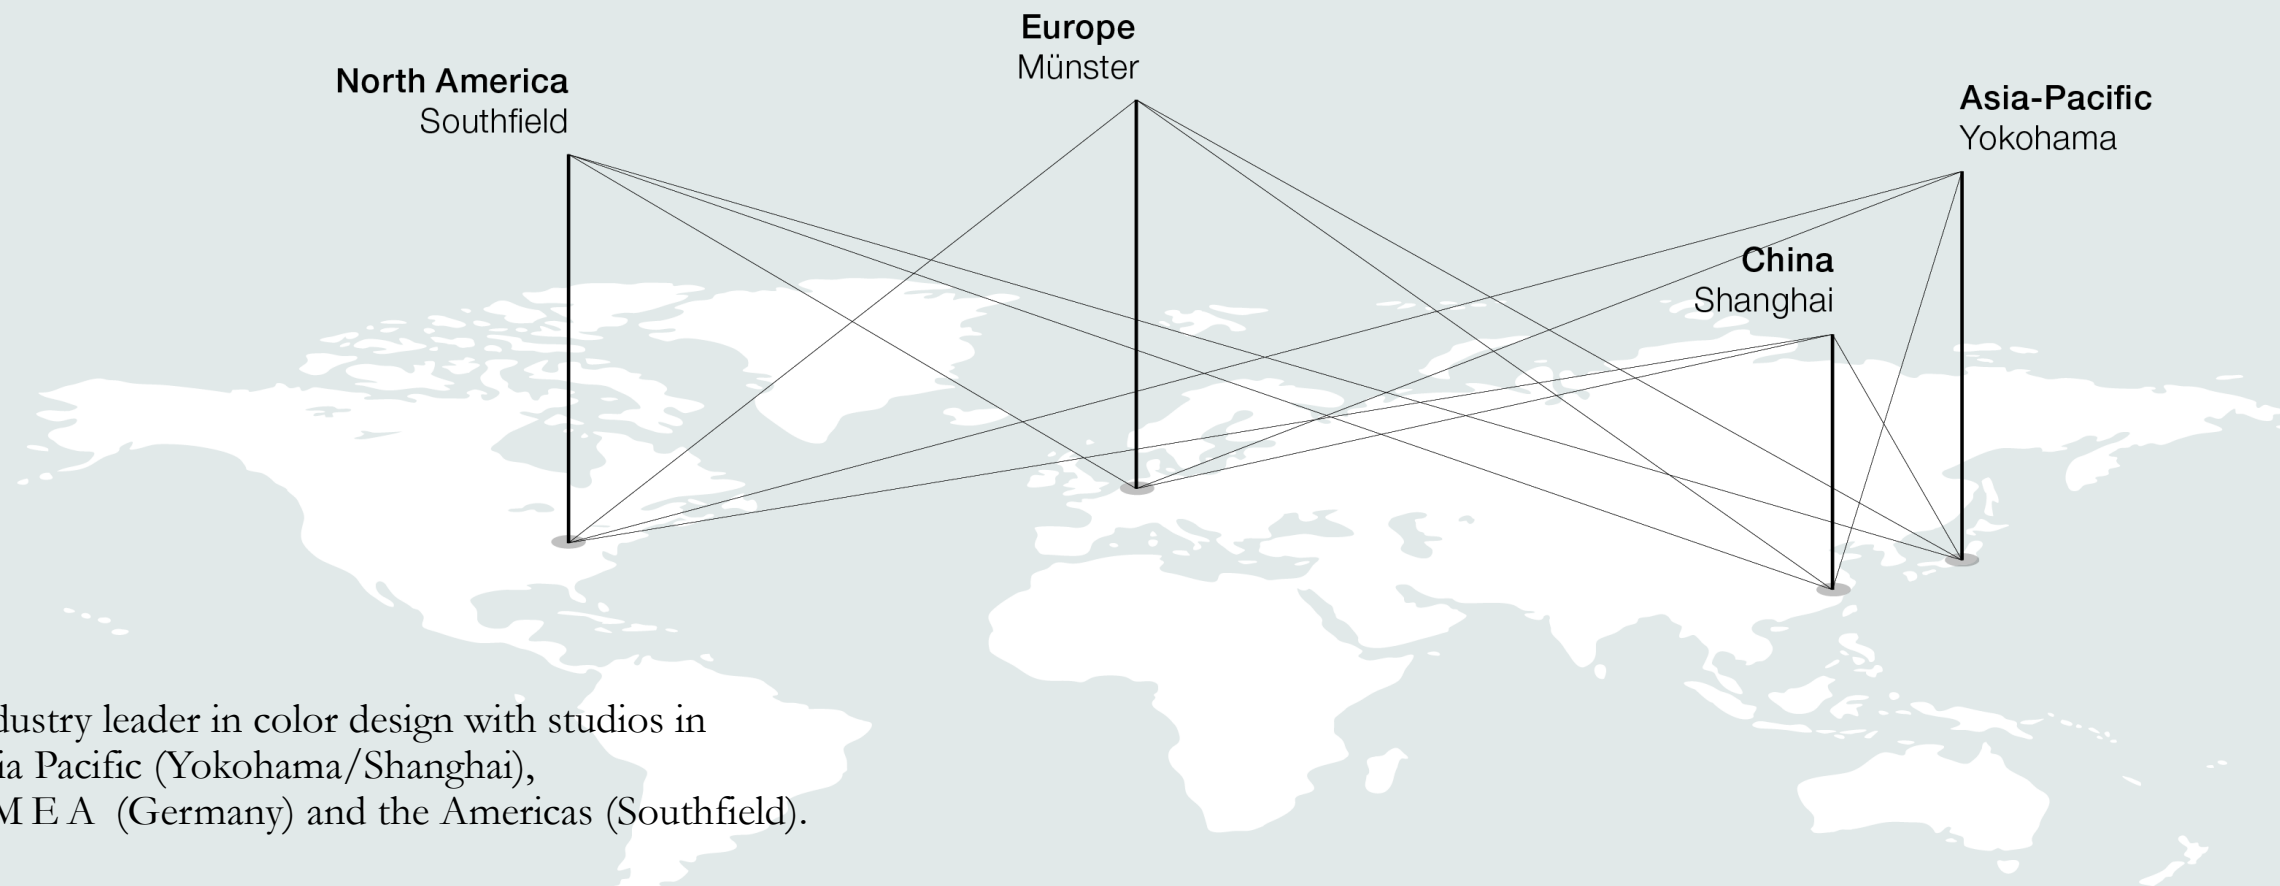 Europe
Münster
North America
Southfield
Asia-Pacific
Yokohama
China
Shanghai
dustry leader in color design with studios in
ia Pacific (Yokohama/Shanghai),
M E A (Germany) and the Americas (Southfield).